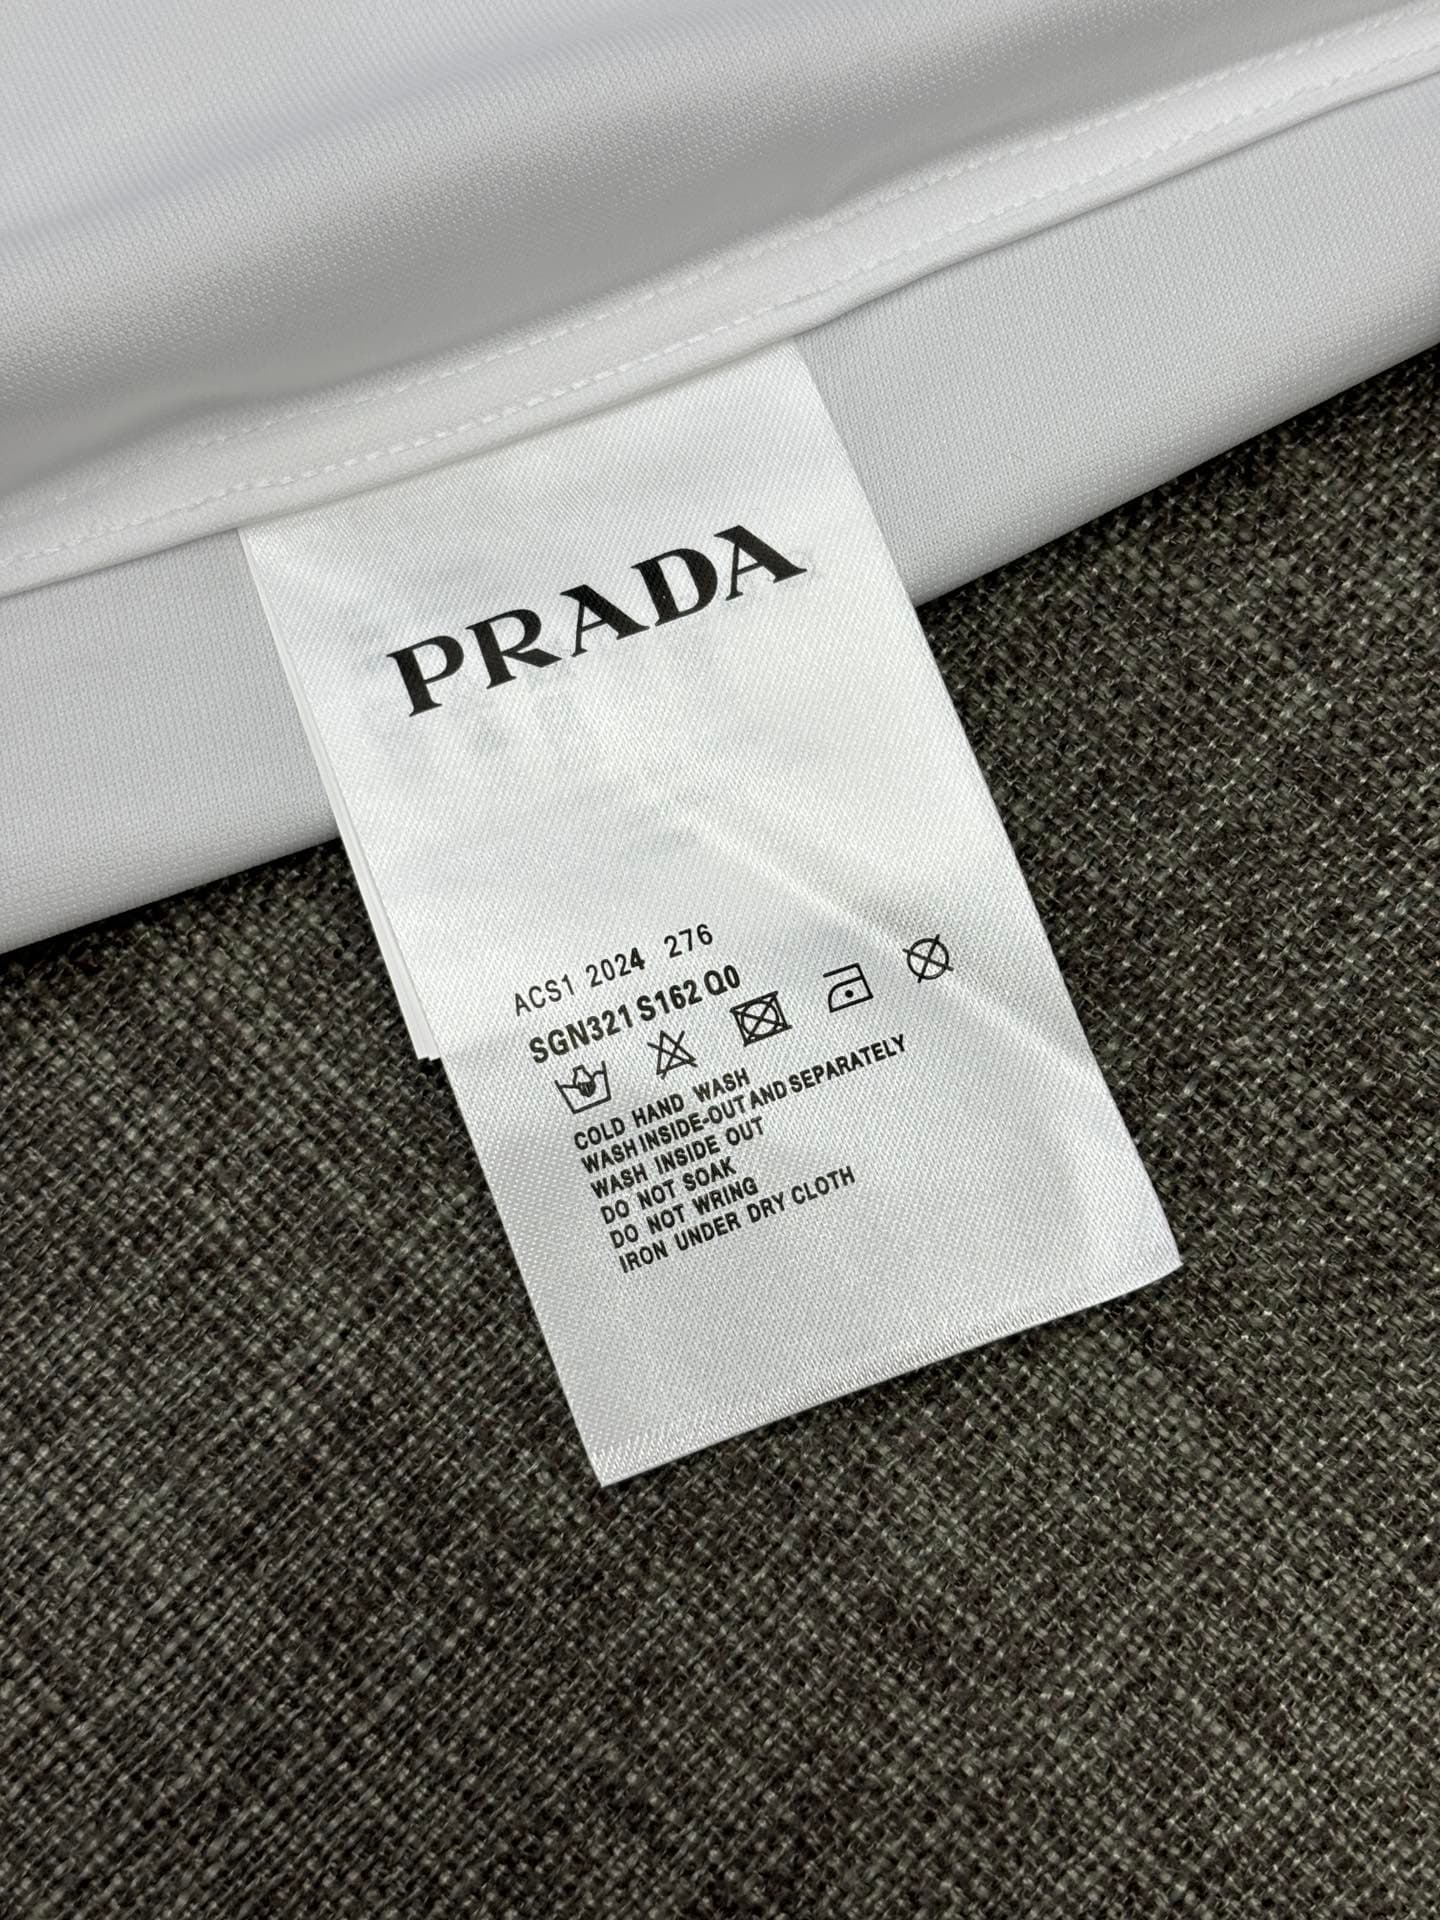 PRADA
ACS1 2024 276
SGN321 S162 Q0
COLD HAND WASH
WASH INSIDE-OUT AND SEPARATELY
WASH INSIDE OUT
DO NOT SOAK
DO NOT WRING
IRON UNDER DRY CLOTH